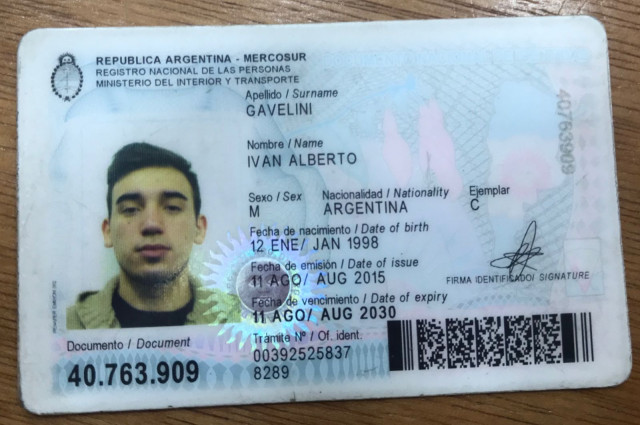 REPUBLICA ARGENTINA - MERCOSUR
REGISTRO NACIONAL DE LAS PERSONAS
MINISTERIO DEL INTERIOR Y TRANSPORTE
Apellido / Surname
GAVELINI
Nombre / Name
IVAN ALBERTO
Sexo / Sex Nacionalidad / Nationality Ejemplar
M ARGENTINA C
Fecha de nacimiento / Date of birth
12 ENE/ JAN 1998
Fecha de emisión / Date of issue
11 AGO/ AUG 2015
FIRMA IDENTIFICADO/ SIGNATURE
Fecha de vencimiento / Date of expiry
11 AGO/ AUG 2030
Documento / Document
40.763.909
Trámite Nº / Of. ident.
00392525837
8289
40763909